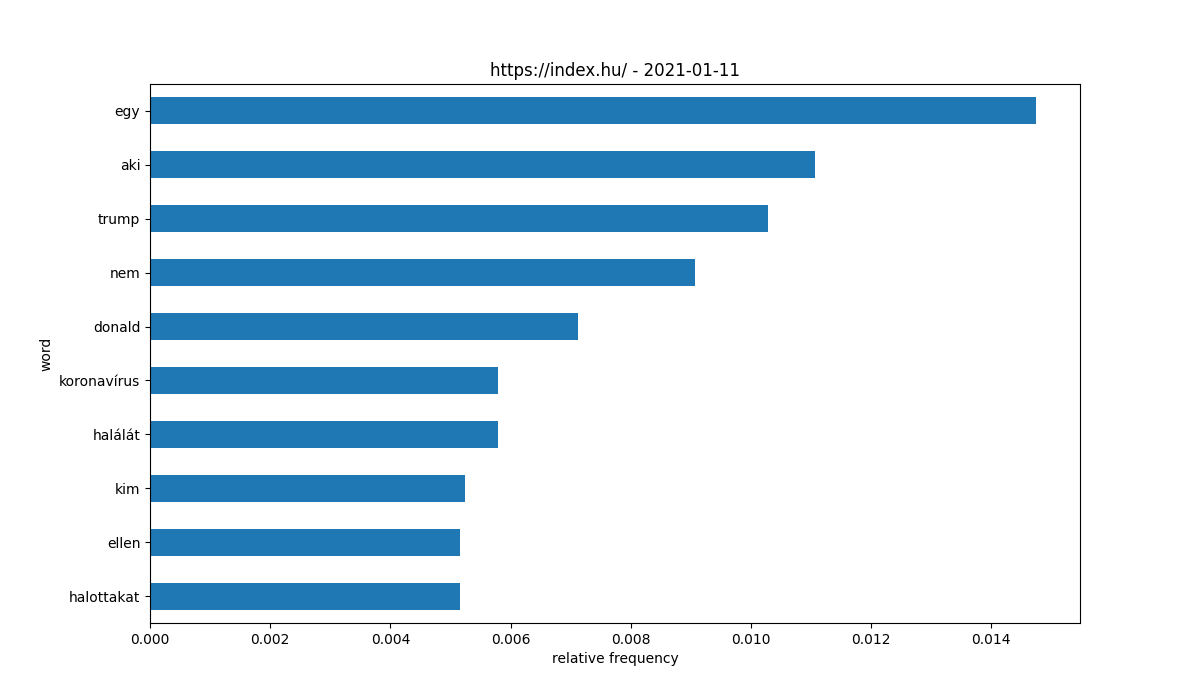 https://index.hu/ - 2021-01-11
egy
aki
trump
nem
donald
koronavírus
halálát
kim
ellen
halottakat
word
0.000 0.002 0.004 0.006 0.008 0.010 0.012 0.014
relative frequency